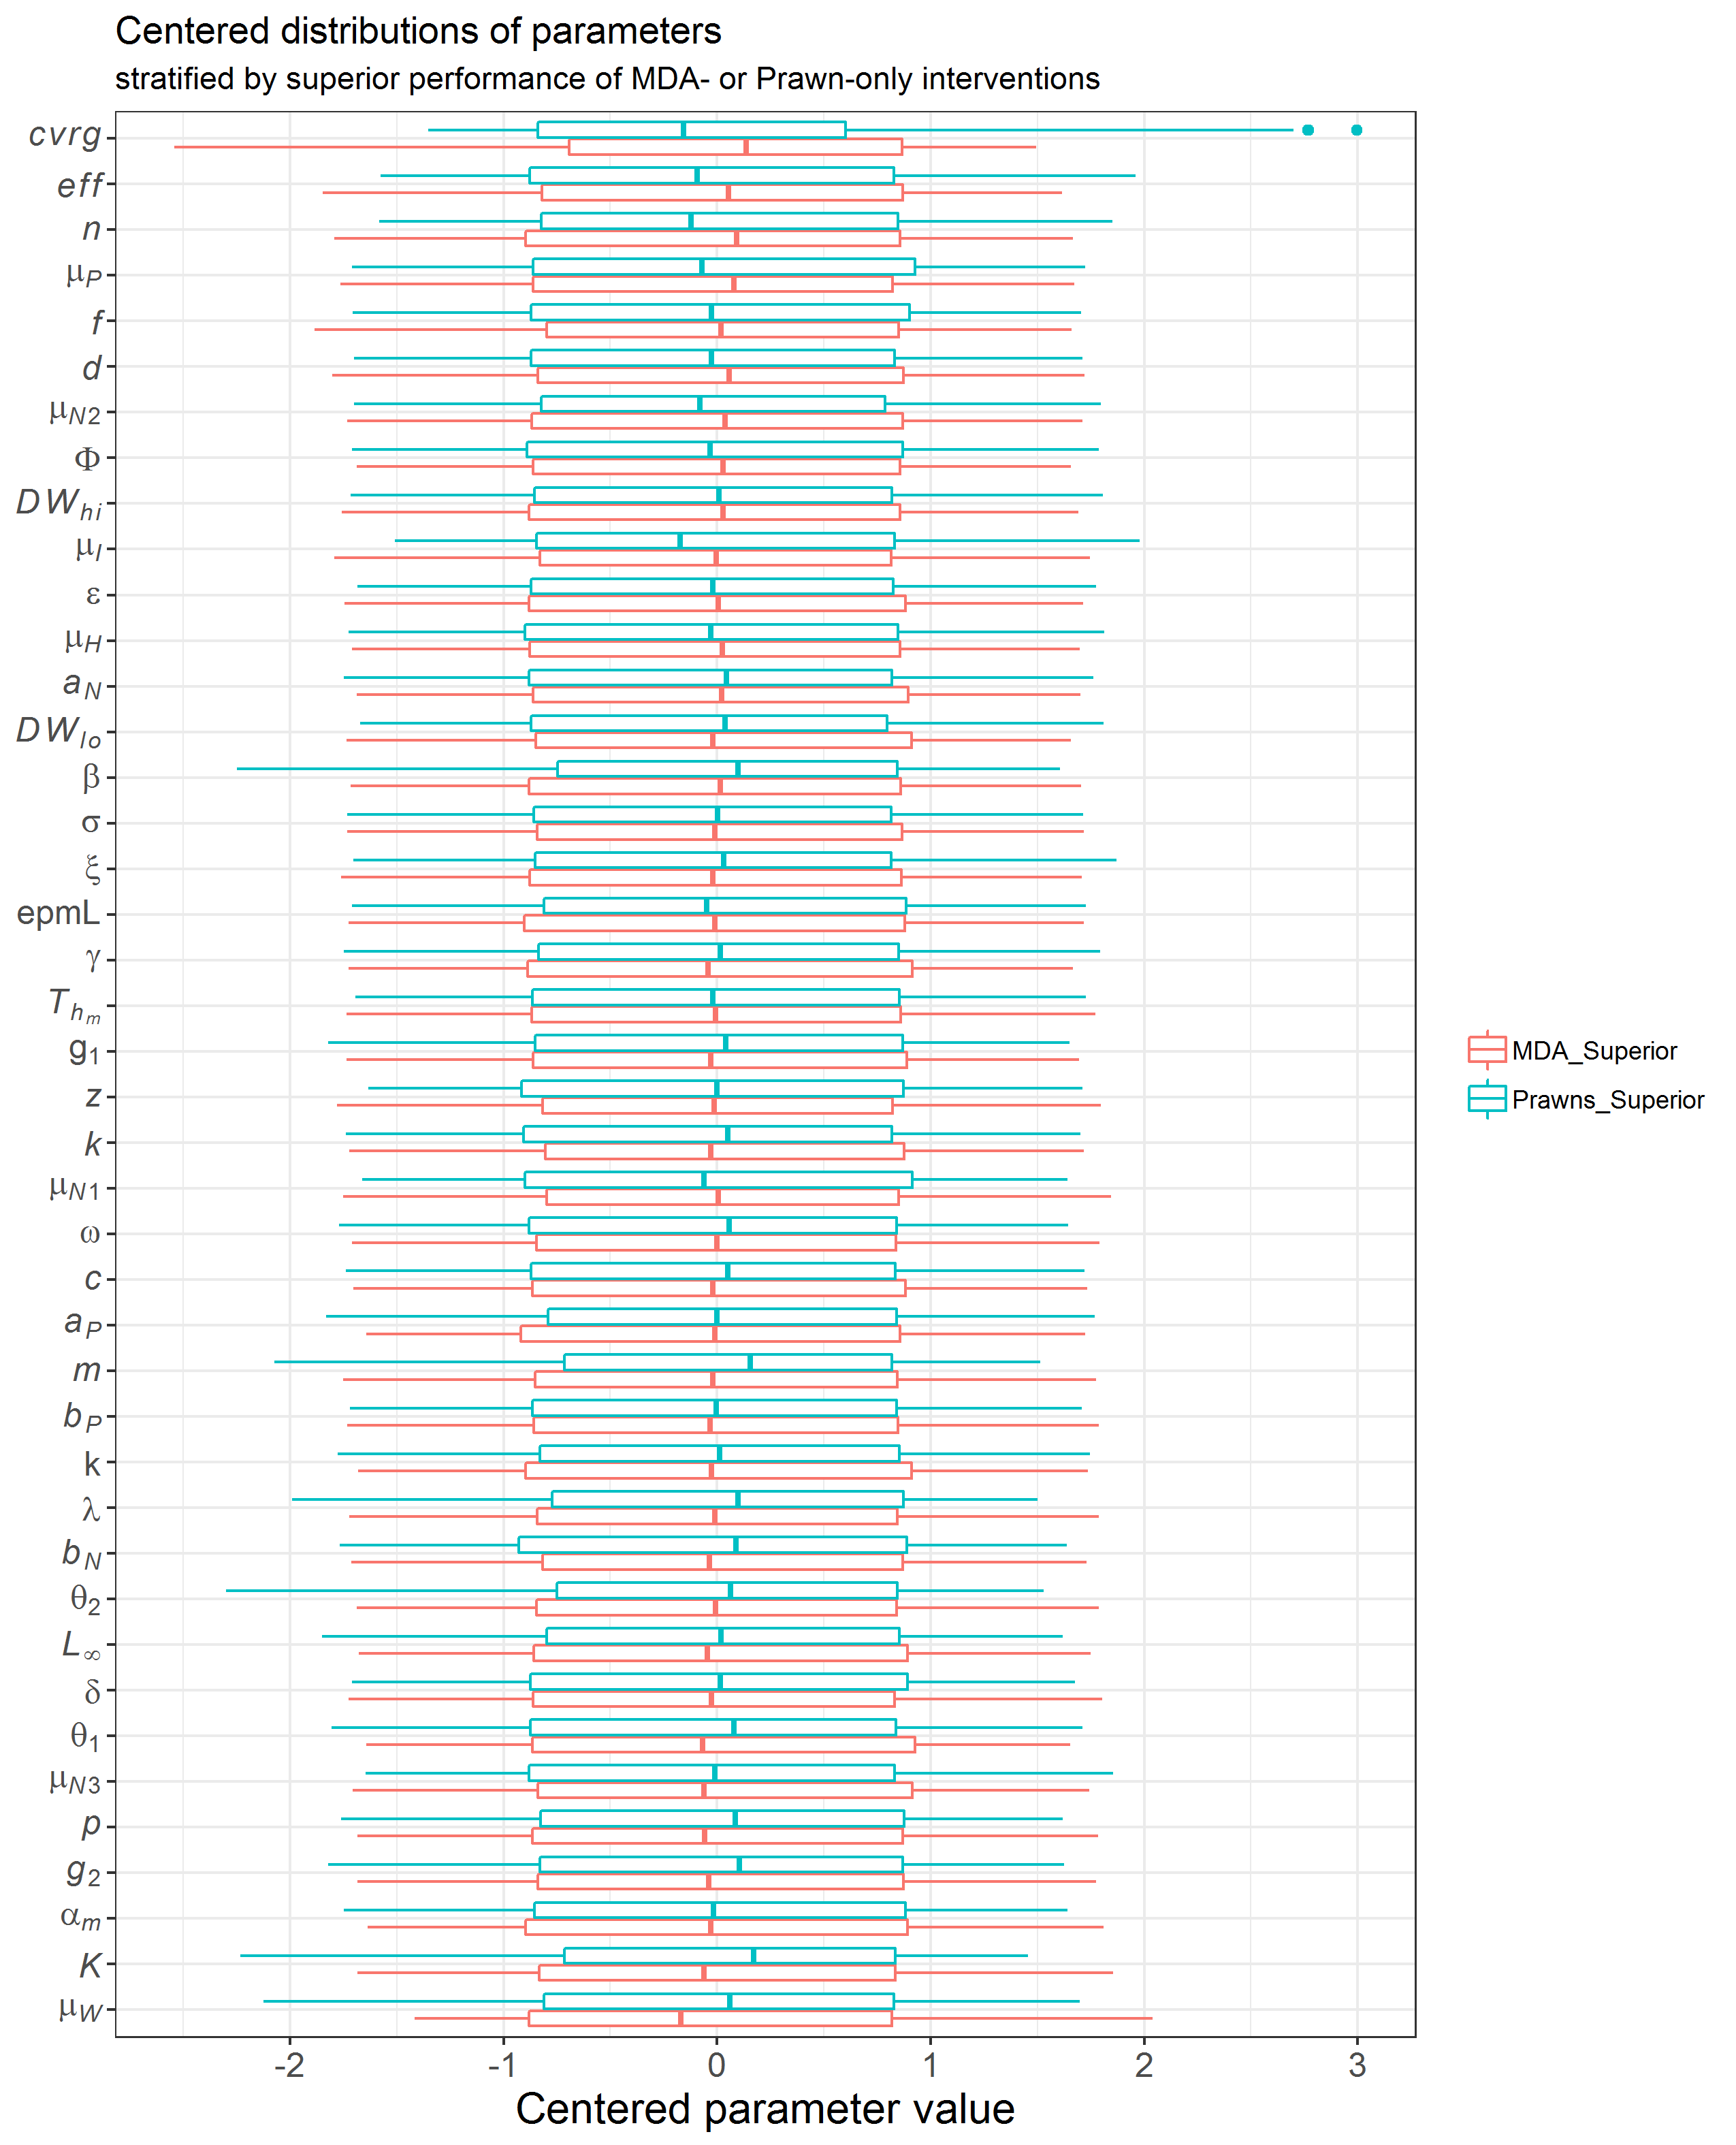 Centered distributions of parameters
stratified by superior performance of MDA- or Prawn-only interventions
cvrg
eff
n
μP
f
d
μN2
Φ
DWhi
μI
ε
μH
aN
DWlo
β
σ
ξ
epmL
γ
Thm
g1
z
k
μN1
ω
c
aP
m
bP
k
λ
bN
θ2
L∞
δ
θ1
μN3
p
g2
αm
K
μW
-2 -1 0 1 2 3
Centered parameter value
MDA_Superior
Prawns_Superior